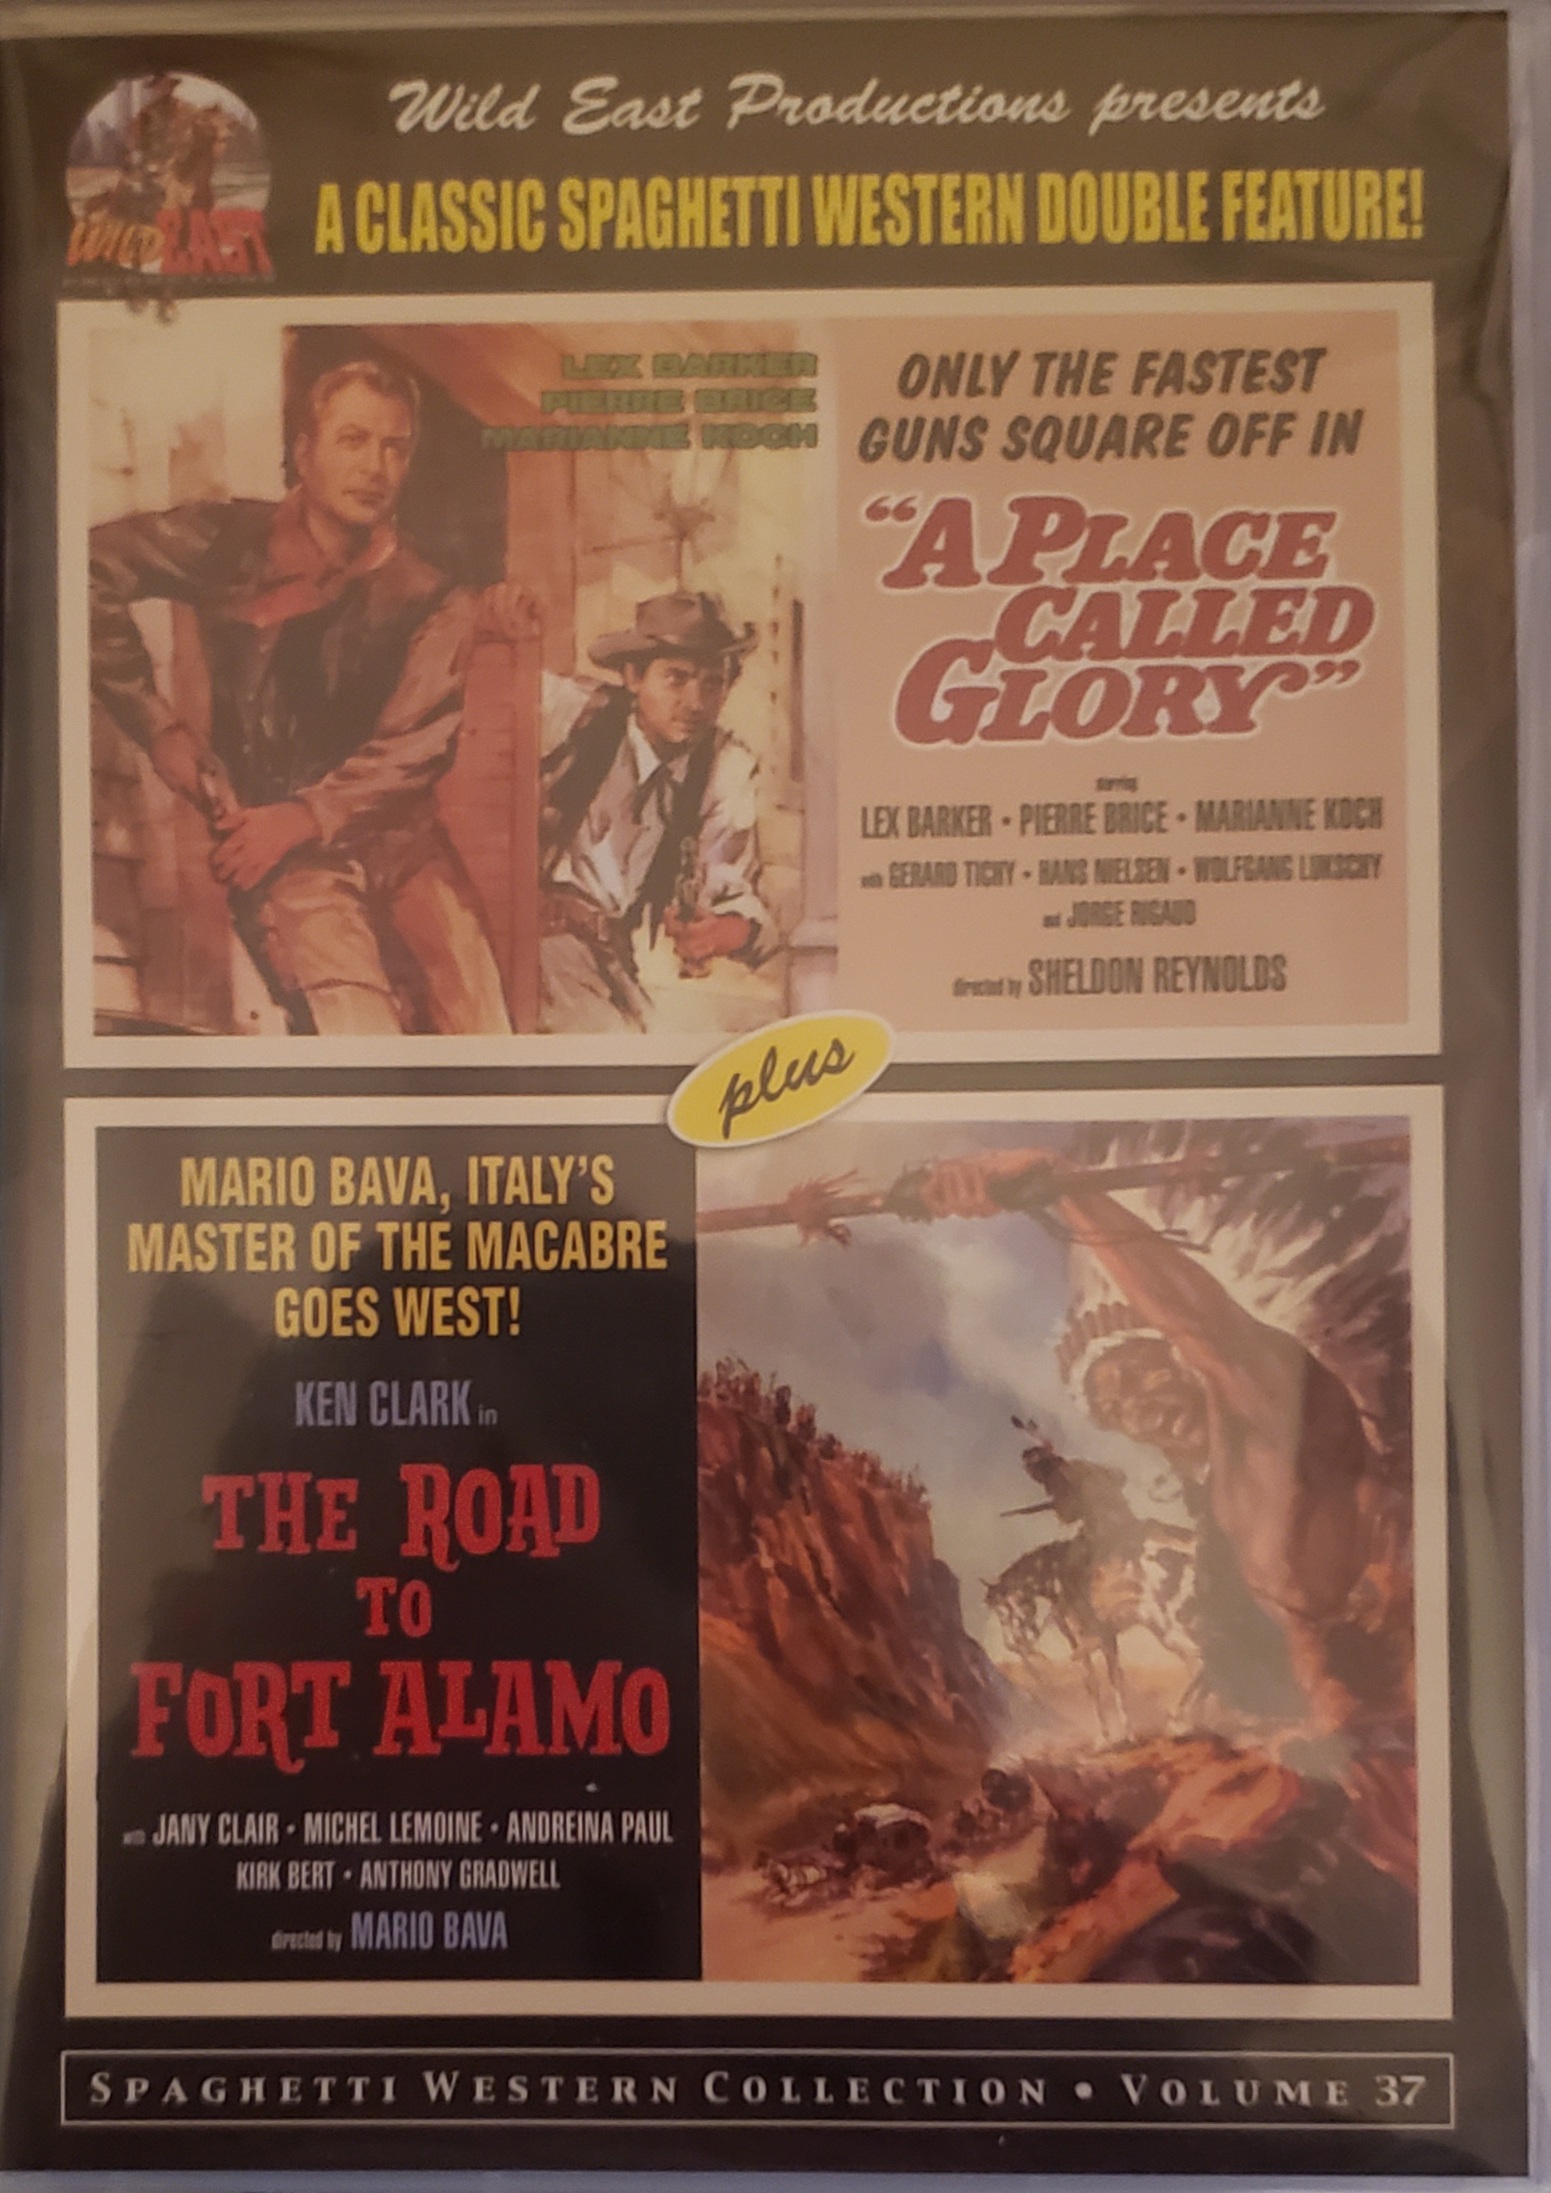 Wild East Productions presents
WILD EAST
A CLASSIC SPAGHETTI WESTERN DOUBLE FEATURE!
LEX BARKER
PIERRE BRICE
MARIANNE KOCH
ONLY THE FASTEST
GUNS SQUARE OFF IN
“A PLACE
CALLED
GLORY”
starring
LEX BARKER • PIERRE BRICE • MARIANNE KOCH
with GERARD TICHY • HANS NIELSEN • WOLFGANG LUKSCHY
and JORGE RIGAUD
directed by SHELDON REYNOLDS
plus
MARIO BAVA, ITALY'S
MASTER OF THE MACABRE
GOES WEST!
KEN CLARK in
THE ROAD
TO
FORT ALAMO
with JANY CLAIR • MICHEL LEMOINE • ANDREINA PAUL
KIRK BERT • ANTHONY GRADWELL
directed by MARIO BAVA
SPAGHETTI WESTERN COLLECTION • VOLUME 37